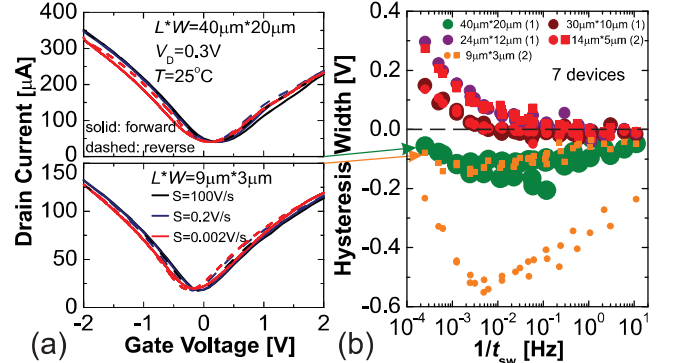 L*W=40µm*20µm
V_D=0.3V
T=25°C
solid: forward
dashed: reverse
400
300
200
100
0
L*W=9µm*3µm
S=100V/s
S=0.2V/s
S=0.002V/s
150
100
50
0
-2 -1 0 1 2
Drain Current [µA]
Gate Voltage [V]
(a)
40µm*20µm (1) 30µm*10µm (1)
24µm*12µm (1) 14µm*5µm (2)
9µm*3µm (2)
7 devices
0.4
0.2
0.0
-0.2
-0.4
-0.6
10⁻⁴ 10⁻³ 10⁻² 10⁻¹ 10⁰ 10¹
Hysteresis Width [V]
1/t_sw [Hz]
(b)